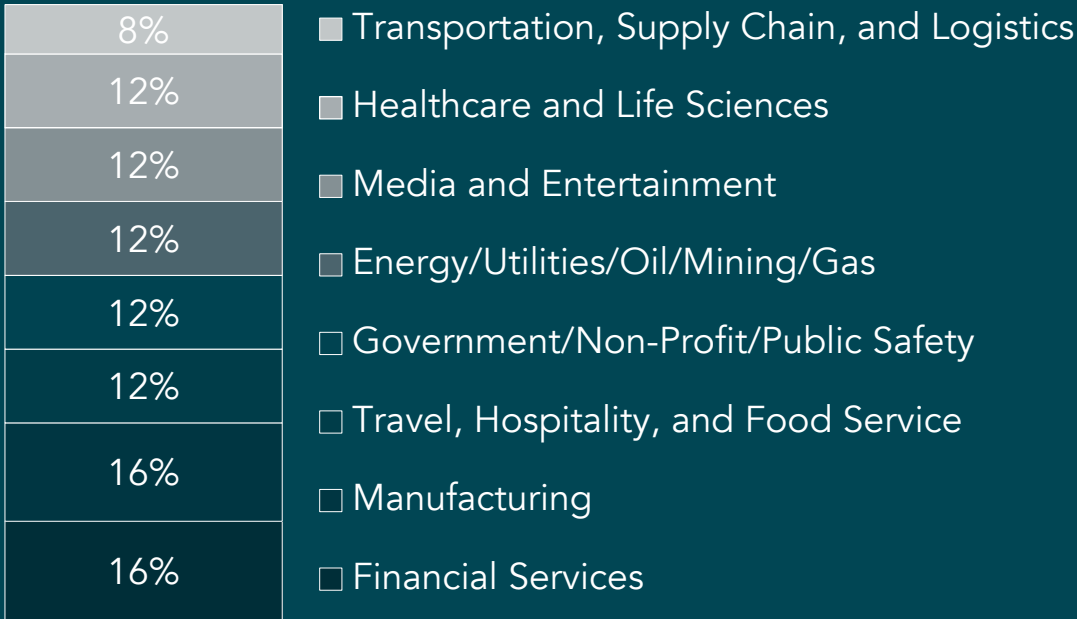 8%
Transportation, Supply Chain, and Logistics
12%
Healthcare and Life Sciences
12%
Media and Entertainment
12%
Energy/Utilities/Oil/Mining/Gas
12%
Government/Non-Profit/Public Safety
12%
Travel, Hospitality, and Food Service
16%
Manufacturing
16%
Financial Services